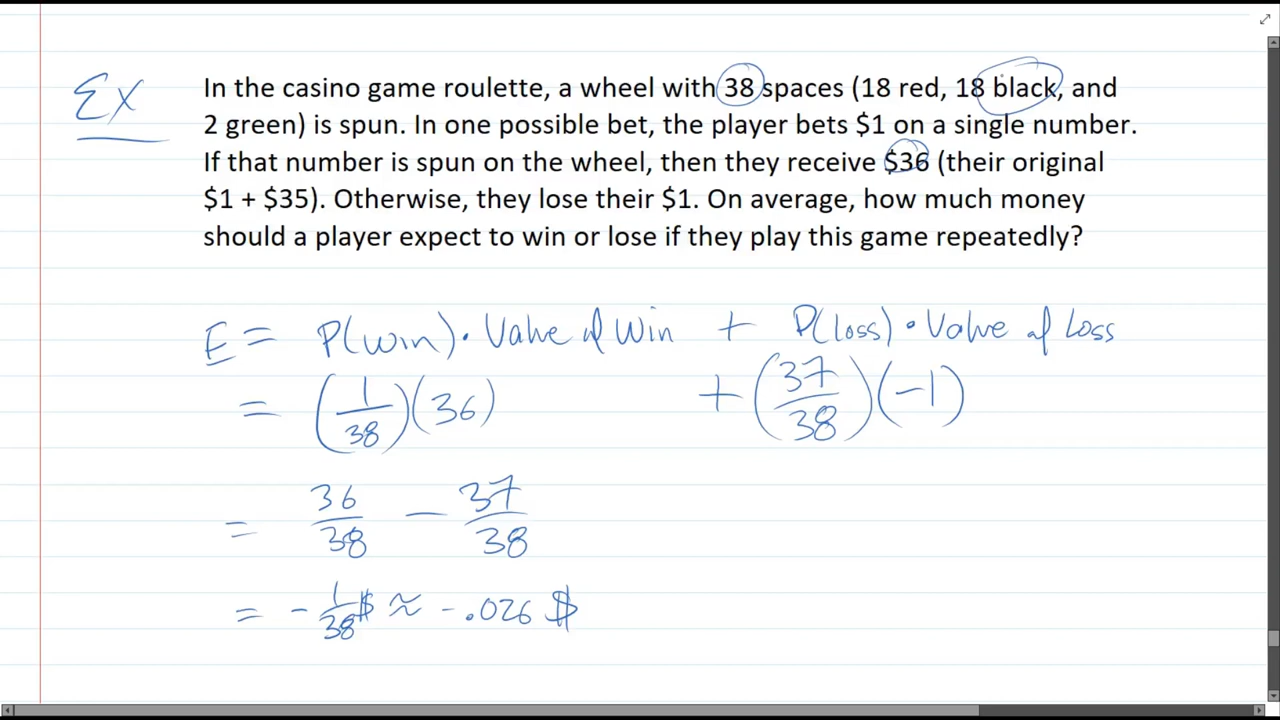 Ex
In the casino game roulette, a wheel with 38 spaces (18 red, 18 black, and
2 green) is spun. In one possible bet, the player bets $1 on a single number.
If that number is spun on the wheel, then they receive $36 (their original
$1 + $35). Otherwise, they lose their $1. On average, how much money
should a player expect to win or lose if they play this game repeatedly?
E = P(win) · Value of Win + P(loss) · Value of Loss
= (1/38)(36) + (37/38)(-1)
= 36/38 - 37/38
= - 1/38 $ ≈ -.026 $